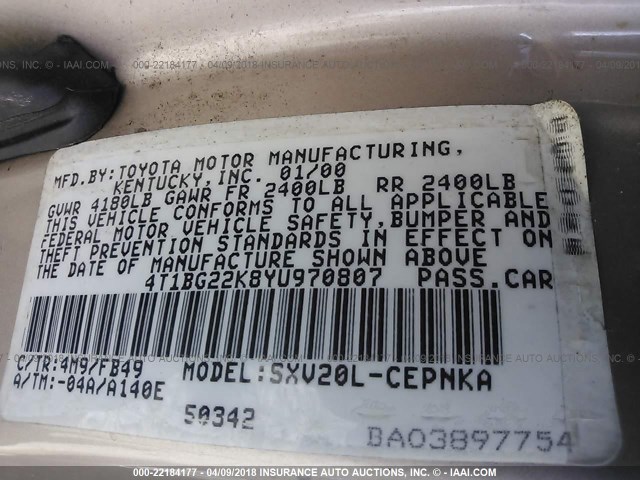 000-22184177 - 04/09/2018 INSURANCE AUTO AUCTIONS, INC. - IAAI.COM
MFD.BY:TOYOTA MOTOR MANUFACTURING,
KENTUCKY,INC. 01/00
GVWR 4180LB GAWR FR 2400LB RR 2400LB
THIS VEHICLE CONFORMS TO ALL APPLICABLE
FEDERAL MOTOR VEHICLE SAFETY,BUMPER AND
THEFT PREVENTION STANDARDS IN EFFECT ON
THE DATE OF MANUFACTURE SHOWN ABOVE
4T1BG22K8YU970807 PASS.CAR
C/TR:4M9/FB49 MODEL:SXV20L-CEPNKA
A/TM:-04A/A140E
50342
BA03897754
000-22184177 - 04/09/2018 INSURANCE AUTO AUCTIONS, INC. - IAAI.COM